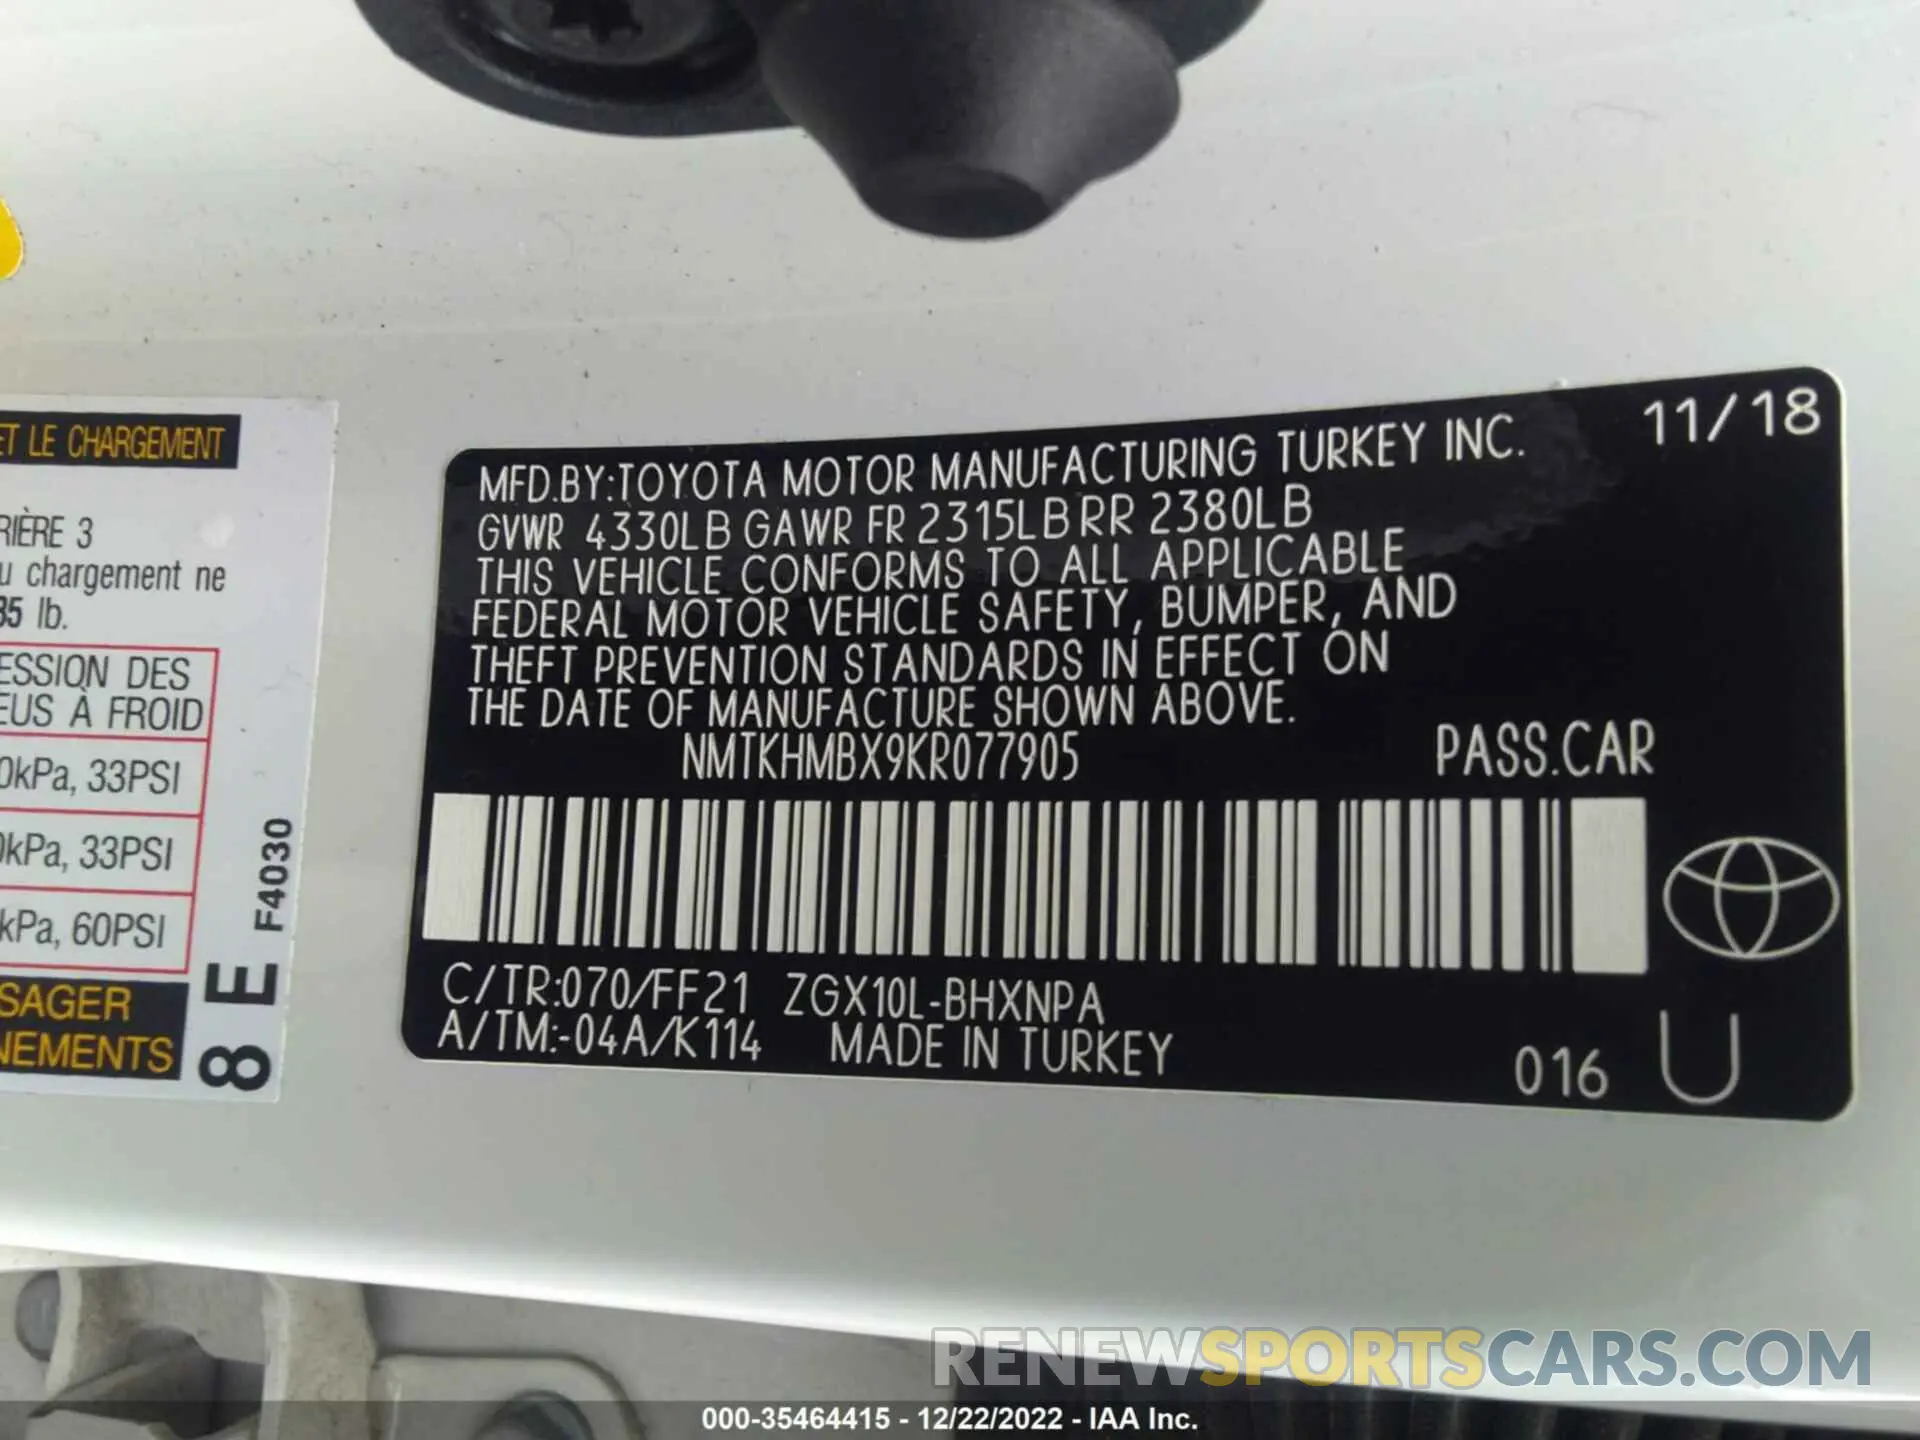 ET LE CHARGEMENT
RIÈRE 3
u chargement ne
35 lb.
ESSION DES
EUS À FROID
0kPa, 33PSI
0kPa, 33PSI
kPa, 60PSI
SAGER
NEMENTS
F4030
8 E
11/18
MFD.BY:TOYOTA MOTOR MANUFACTURING TURKEY INC.
GVWR 4330LB GAWR FR 2315LB RR 2380LB
THIS VEHICLE CONFORMS TO ALL APPLICABLE
FEDERAL MOTOR VEHICLE SAFETY, BUMPER, AND
THEFT PREVENTION STANDARDS IN EFFECT ON
THE DATE OF MANUFACTURE SHOWN ABOVE.
NMTKHMBX9KR077905 PASS.CAR
C/TR:070/FF21 ZGX10L-BHXNPA
A/TM:-04A/K114 MADE IN TURKEY
016 U
RENEWSPORTSCARS.COM
000-35464415 - 12/22/2022 - IAA Inc.